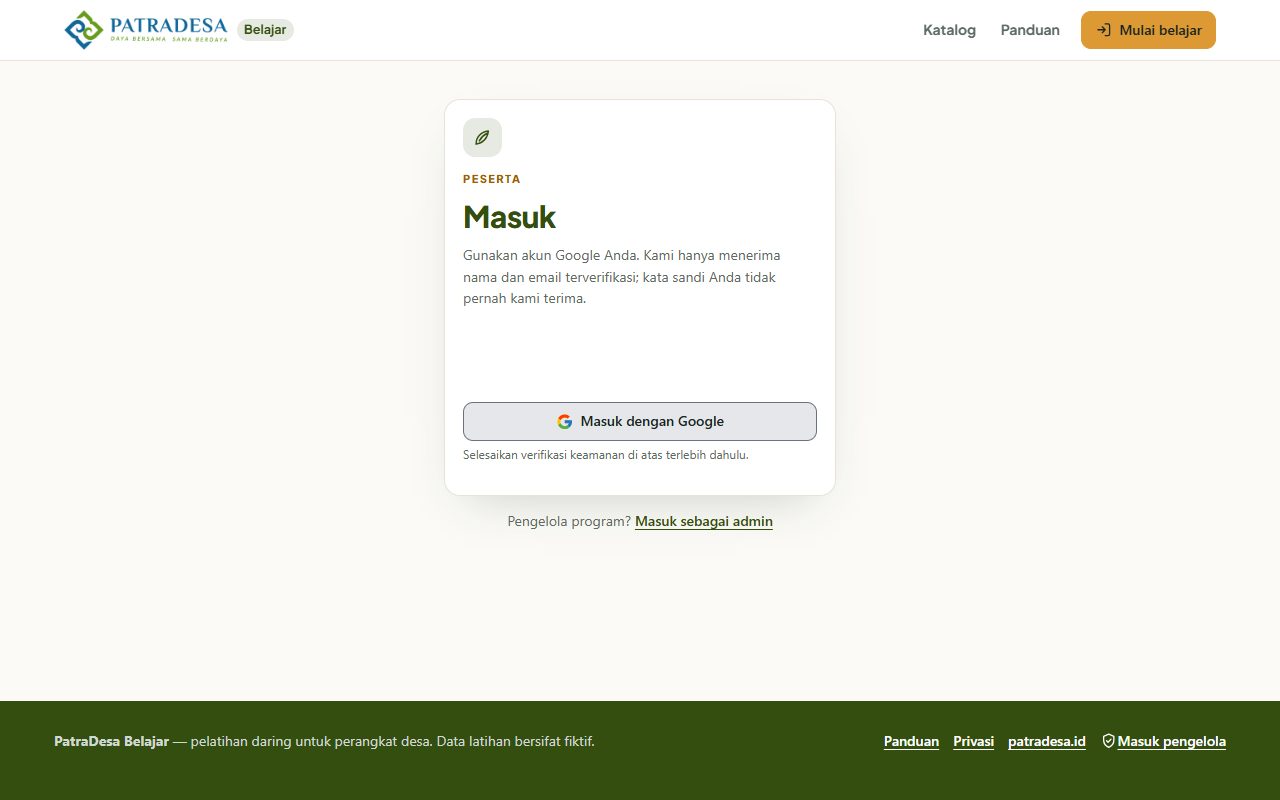 PATRADESA
DAYA BERSAMA SAMA BERDAYA
Belajar
Katalog
Panduan
Mulai belajar
PESERTA
Masuk
Gunakan akun Google Anda. Kami hanya menerima
nama dan email terverifikasi; kata sandi Anda tidak
pernah kami terima.
Masuk dengan Google
Selesaikan verifikasi keamanan di atas terlebih dahulu.
Pengelola program? Masuk sebagai admin
PatraDesa Belajar — pelatihan daring untuk perangkat desa. Data latihan bersifat fiktif.
Panduan
Privasi
patradesa.id
Masuk pengelola